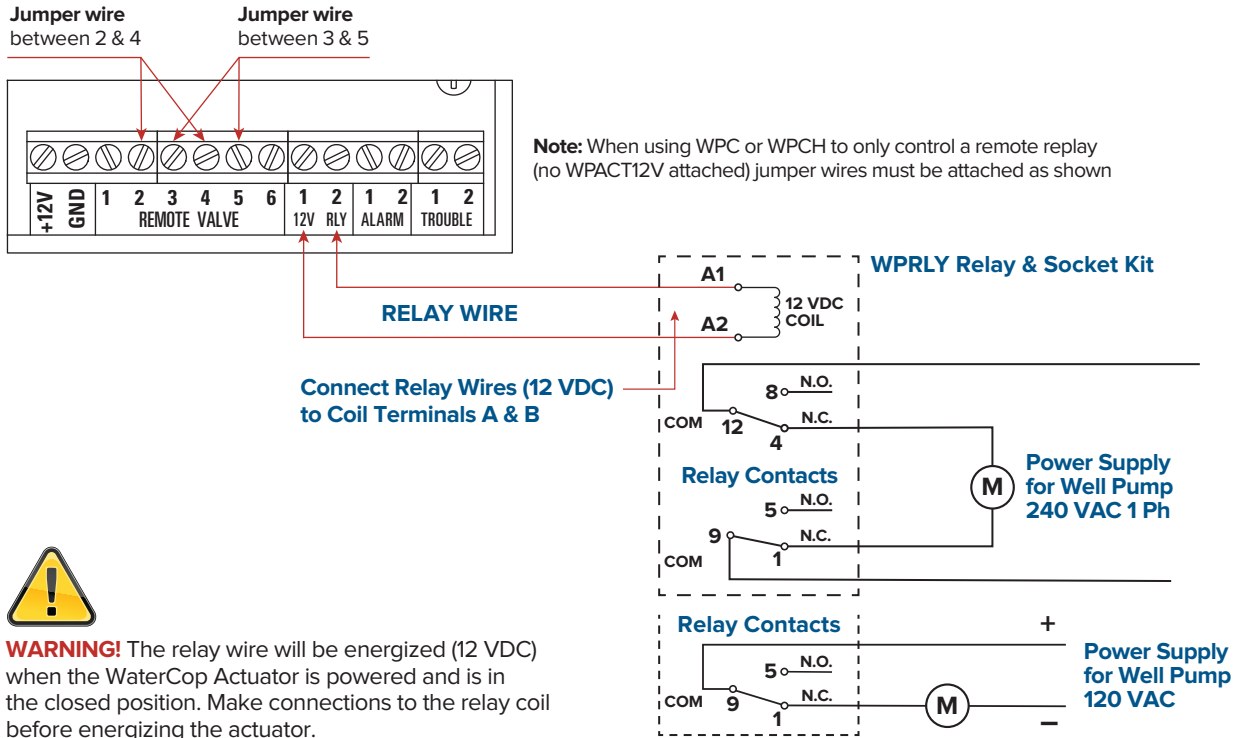 Jumper wire
between 2 & 4
Jumper wire
between 3 & 5
Note: When using WPC or WPCH to only control a remote replay
(no WPACT12V attached) jumper wires must be attached as shown
+12V GND 1 2 3 4 5 6 1 2 1 2 1 2
REMOTE VALVE 12V RLY ALARM TROUBLE
WPRLY Relay & Socket Kit
A1
12 VDC
COIL
A2
RELAY WIRE
Connect Relay Wires (12 VDC)
to Coil Terminals A & B
8 N.O.
COM 12 N.C.
4
Relay Contacts
M
Power Supply
for Well Pump
240 VAC 1 Ph
5 N.O.
9 N.C.
COM 1
WARNING! The relay wire will be energized (12 VDC)
when the WaterCop Actuator is powered and is in
the closed position. Make connections to the relay coil
before energizing the actuator.
Relay Contacts
+
5 N.O.
COM 9 N.C.
1
M
Power Supply
for Well Pump
120 VAC
–